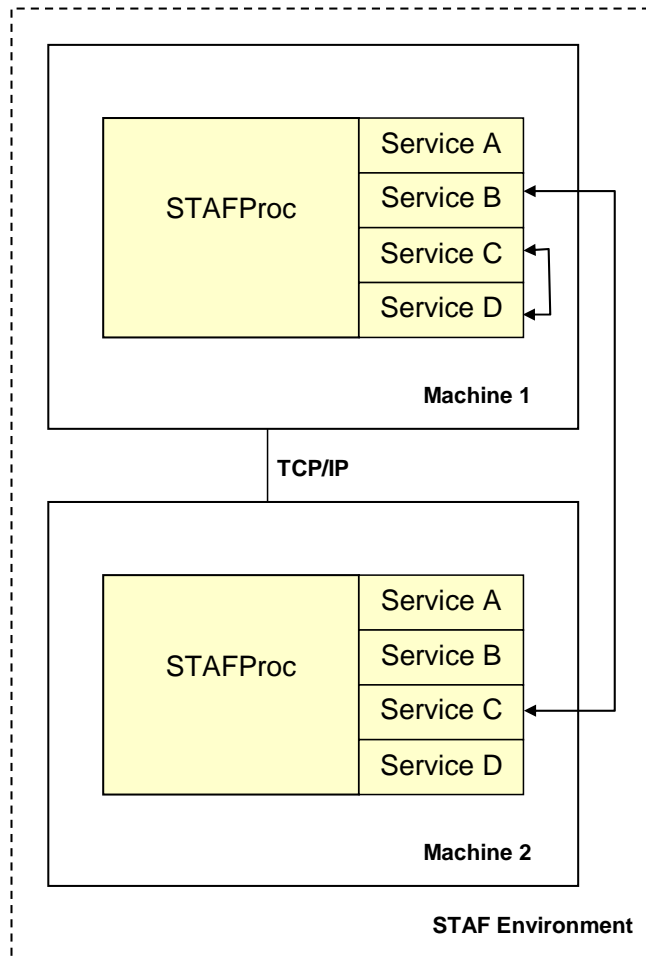 Service A
STAFProc
Service B
Service C
Service D
Machine 1
TCP/IP
Service A
STAFProc
Service B
Service C
Service D
Machine 2
STAF Environment